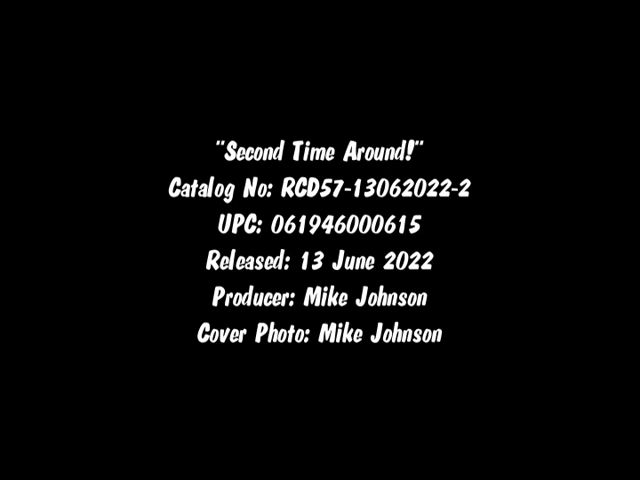 "Second Time Around!"
Catalog No: RCD57-13062022-2
UPC: 061946000615
Released: 13 June 2022
Producer: Mike Johnson
Cover Photo: Mike Johnson